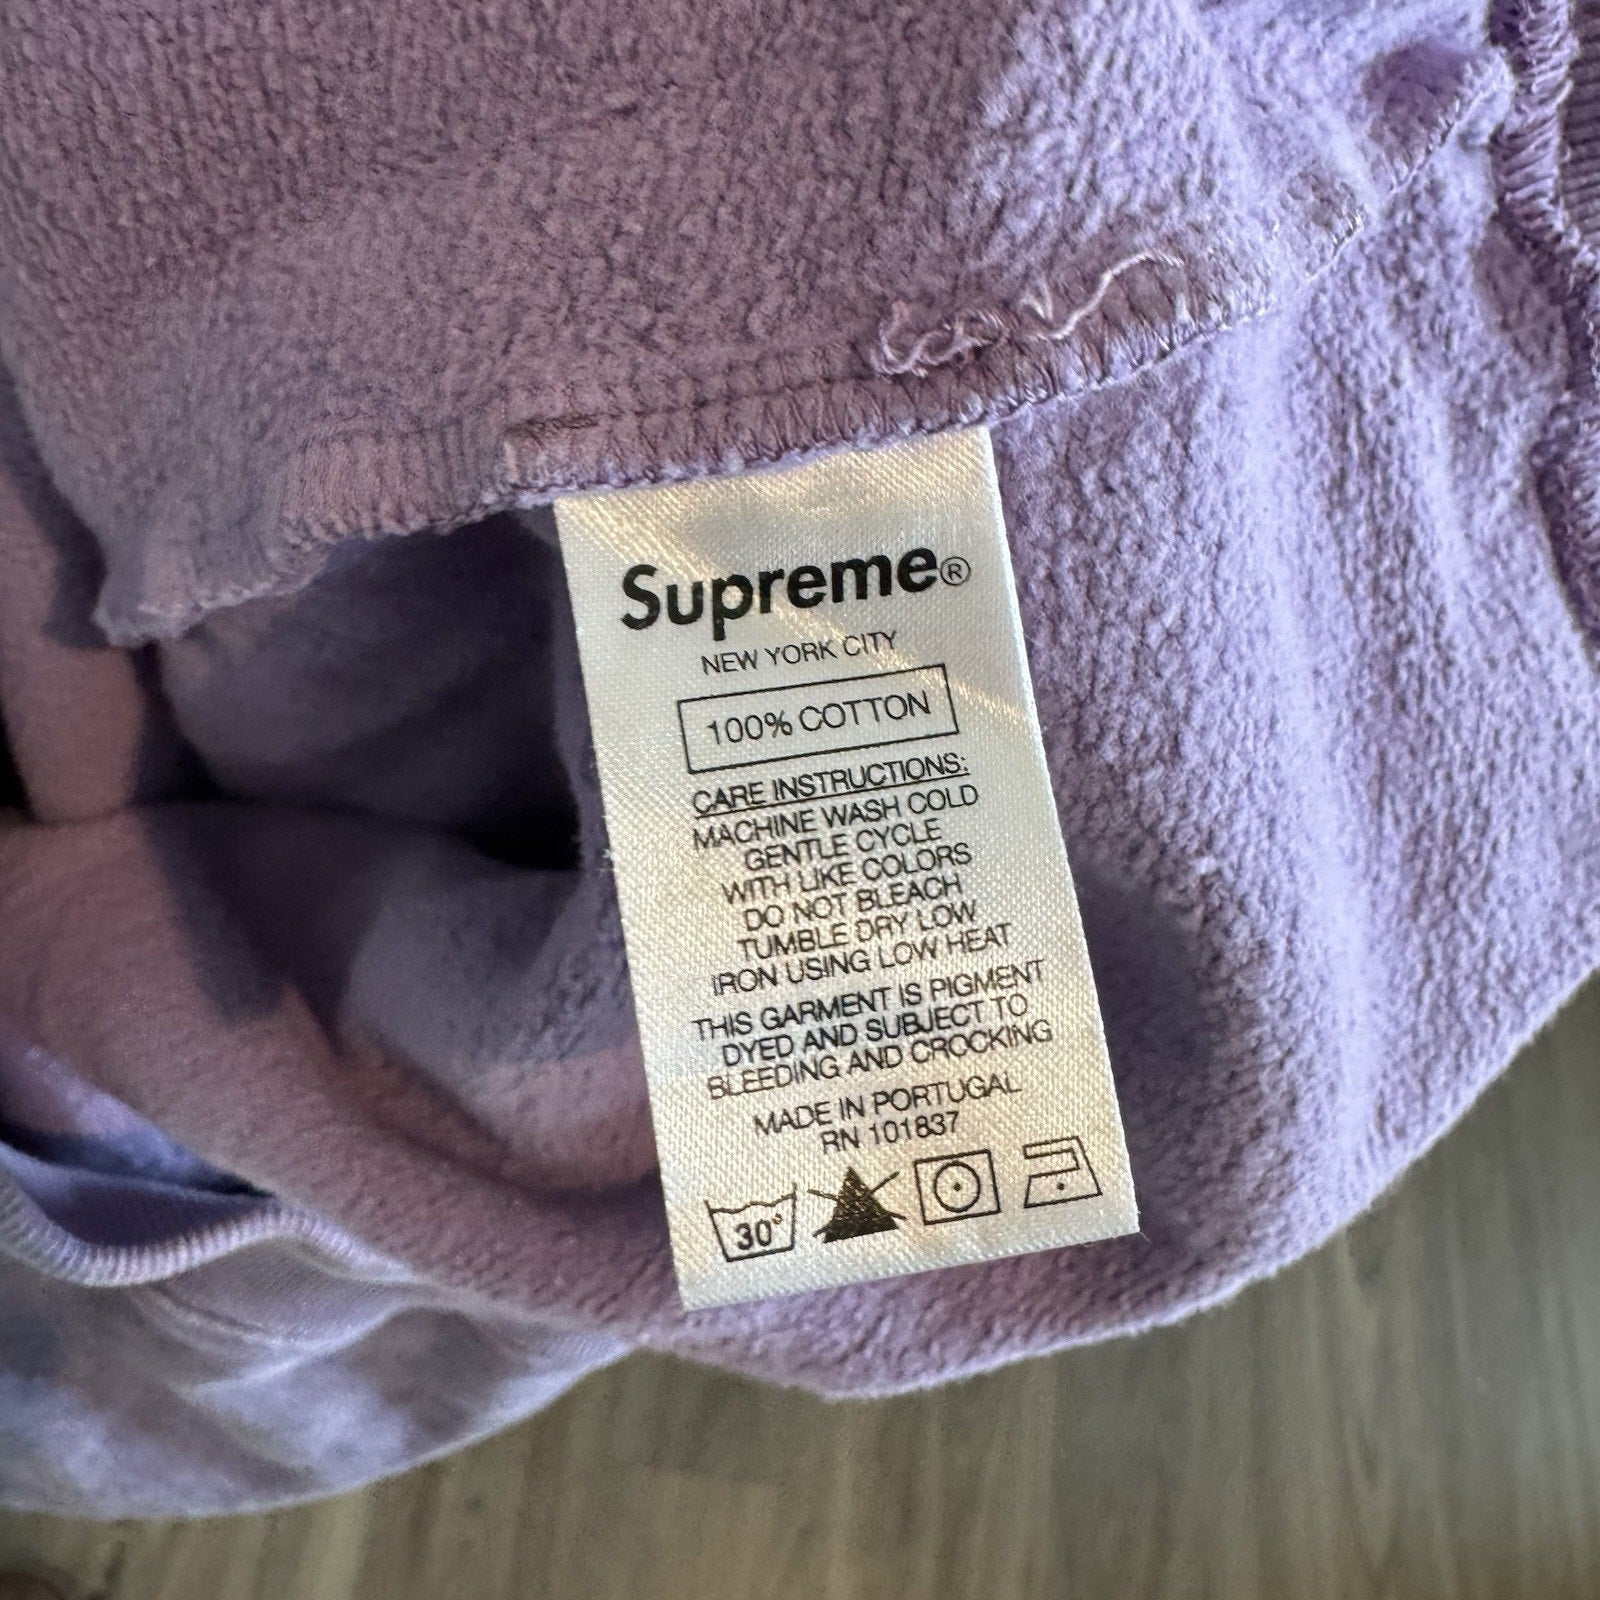 Supreme®
NEW YORK CITY
100% COTTON
CARE INSTRUCTIONS:
MACHINE WASH COLD
GENTLE CYCLE
WITH LIKE COLORS
DO NOT BLEACH
TUMBLE DRY LOW
IRON USING LOW HEAT
THIS GARMENT IS PIGMENT
DYED AND SUBJECT TO
BLEEDING AND CROCKING
MADE IN PORTUGAL
RN 101837
30°